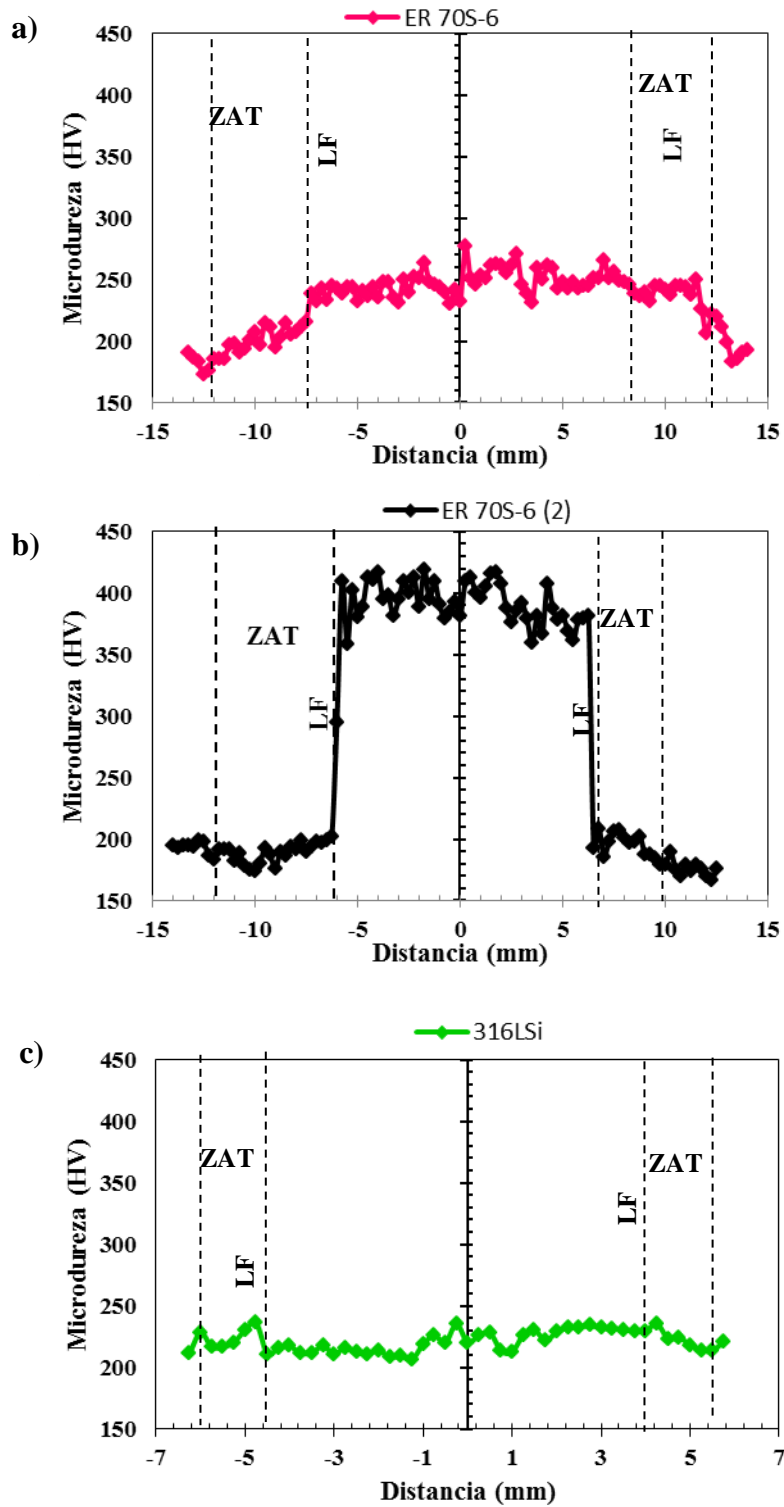 a)
ER 70S-6
450
400
350
300
250
200
150
Microdureza (HV)
ZAT
LF
ZAT
LF
-15 -10 -5 0 5 10 15
Distancia (mm)
b)
ER 70S-6 (2)
450
400
350
300
250
200
150
Microdureza (HV)
ZAT
LF
ZAT
LF
-15 -10 -5 0 5 10 15
Distancia (mm)
c)
316LSi
450
400
350
300
250
200
150
Microdureza (HV)
ZAT
LF
ZAT
LF
-7 -5 -3 -1 1 3 5 7
Distancia (mm)